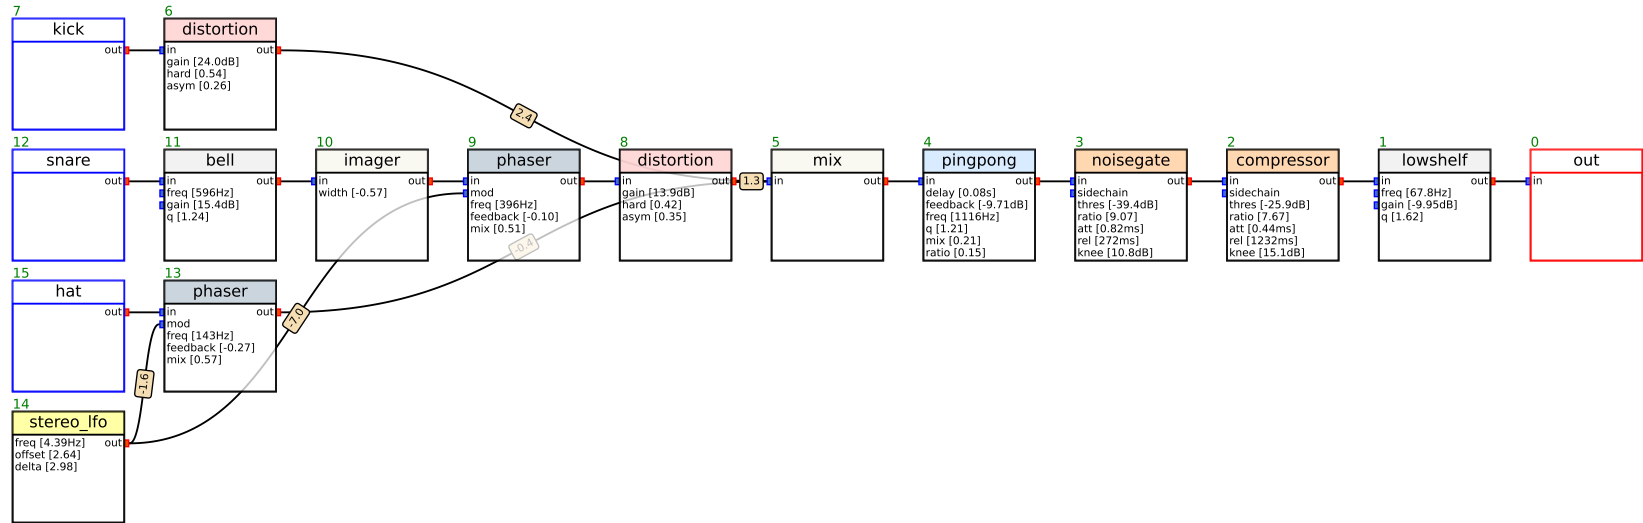 7
kick
out
6
distortion
in out
gain [24.0dB]
hard [0.54]
asym [0.26]
2.4
12
snare
out
11
bell
in out
freq [596Hz]
gain [15.4dB]
q [1.24]
10
imager
in out
width [-0.57]
9
phaser
in out
mod
freq [396Hz]
feedback [-0.10]
mix [0.51]
8
distortion
in out
gain [13.9dB]
hard [0.42]
asym [0.35]
1.3
5
mix
in out
4
pingpong
in out
delay [0.08s]
feedback [-9.71dB]
freq [1116Hz]
q [1.21]
mix [0.21]
ratio [0.15]
3
noisegate
in out
sidechain
thres [-39.4dB]
ratio [9.07]
att [0.82ms]
rel [272ms]
knee [10.8dB]
2
compressor
in out
sidechain
thres [-25.9dB]
ratio [7.67]
att [0.44ms]
rel [1232ms]
knee [15.1dB]
1
lowshelf
in out
freq [67.8Hz]
gain [-9.95dB]
q [1.62]
0
out
in
-0.4
15
hat
out
13
phaser
in out
mod
freq [143Hz]
feedback [-0.27]
mix [0.57]
-7.0
-1.6
14
stereo_lfo
freq [4.39Hz] out
offset [2.64]
delta [2.98]